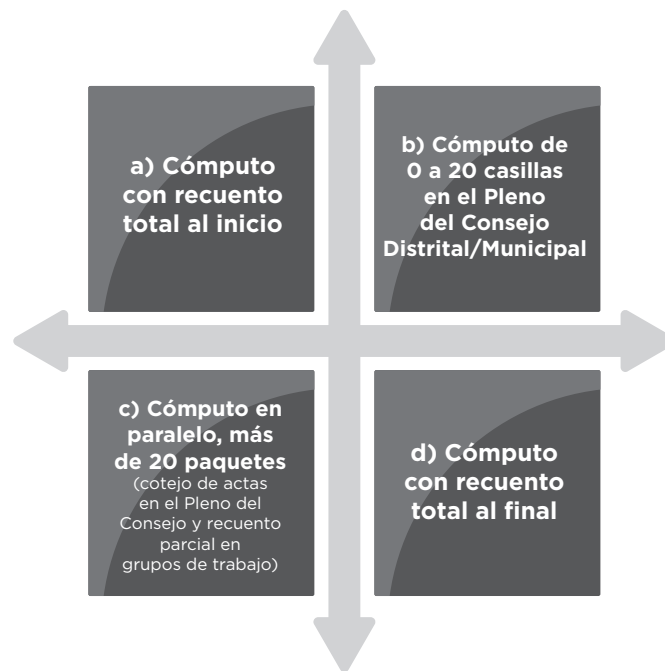 a) Cómputo
con recuento
total al inicio
b) Cómputo de
0 a 20 casillas
en el Pleno
del Consejo
Distrital/Municipal
c) Cómputo en
paralelo, más
de 20 paquetes
(cotejo de actas
en el Pleno del
Consejo y recuento
parcial en
grupos de trabajo)
d) Cómputo
con recuento
total al final